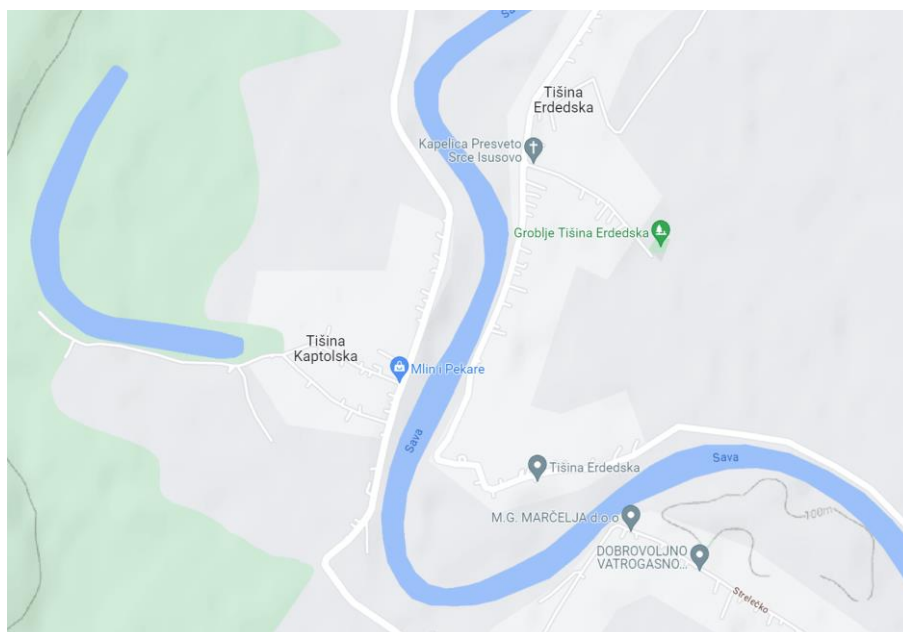 Sa
Tišina
Erdedska
Kapelica Presveto
Srce Isusovo
Groblje Tišina Erdedska
Tišina
Kaptolska
Mlin i Pekare
Sava
Tišina Erdedska
Sava
M.G. MARČELJA d.o.o
100m
DOBROVOLJNO
VATROGASNO...
Strelečko